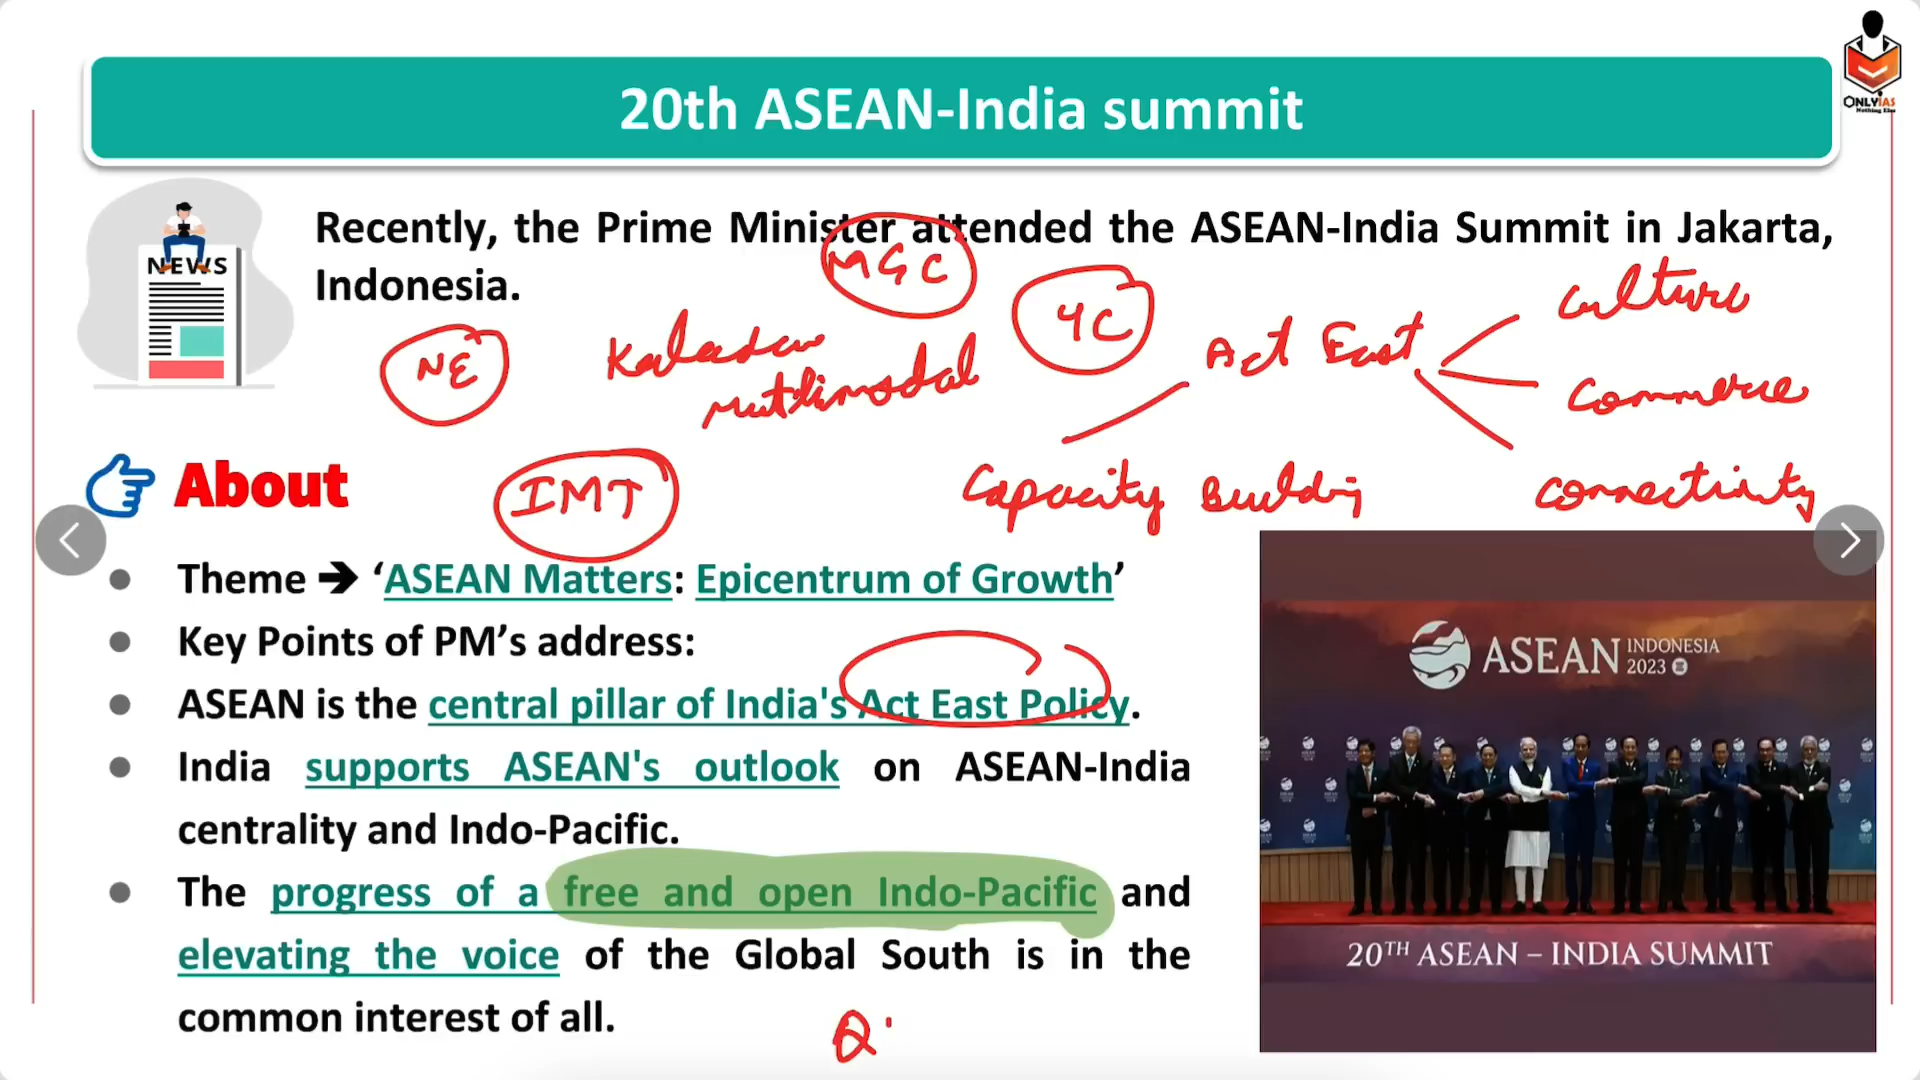 20th ASEAN-India summit
ONLYIAS
Nothing Else
NEWS
Recently, the Prime Minister attended the ASEAN-India Summit in Jakarta,
Indonesia.
MGC
4C
NE
Kaladan
Multimodal
Act East
Culture
Commerce
Connectivity
Capacity Building
IMT
About
Theme ➔ ‘ASEAN Matters: Epicentrum of Growth’
Key Points of PM’s address:
ASEAN is the central pillar of India's Act East Policy.
India supports ASEAN's outlook on ASEAN-India
centrality and Indo-Pacific.
The progress of a free and open Indo-Pacific and
elevating the voice of the Global South is in the
common interest of all.
ASEAN INDONESIA
2023
20TH ASEAN – INDIA SUMMIT